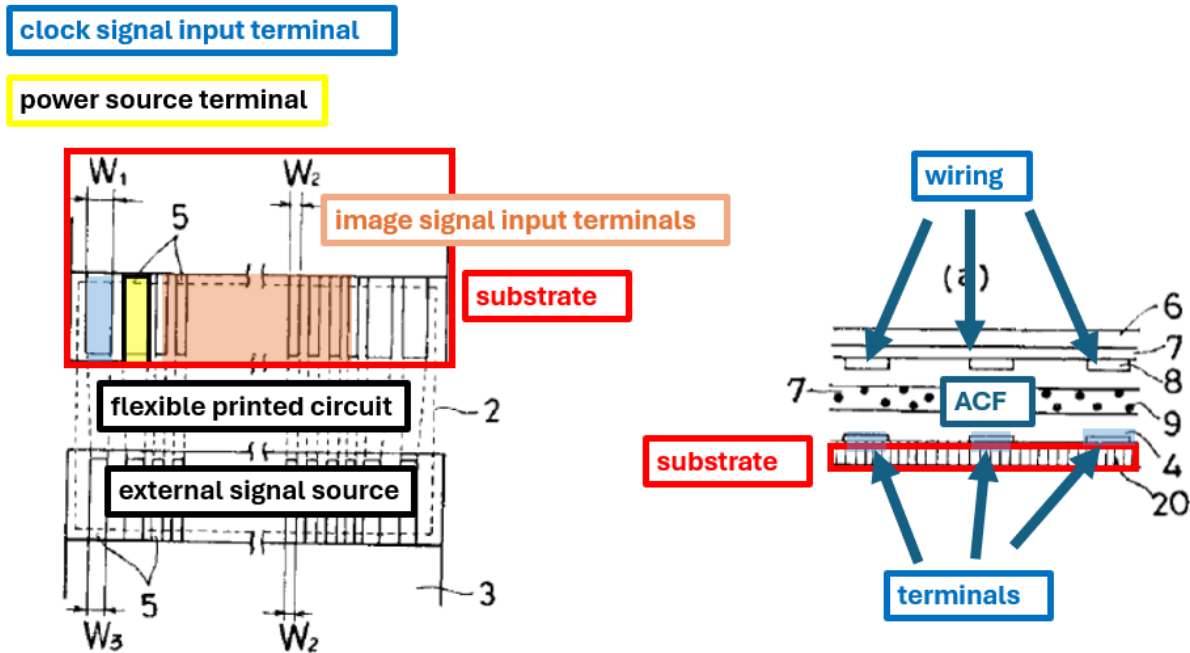 clock signal input terminal
power source terminal
W1
W2
5
image signal input terminals
substrate
flexible printed circuit
2
external signal source
5
3
W3
W2
wiring
(a)
6
7
8
7
ACF
9
substrate
4
20
terminals